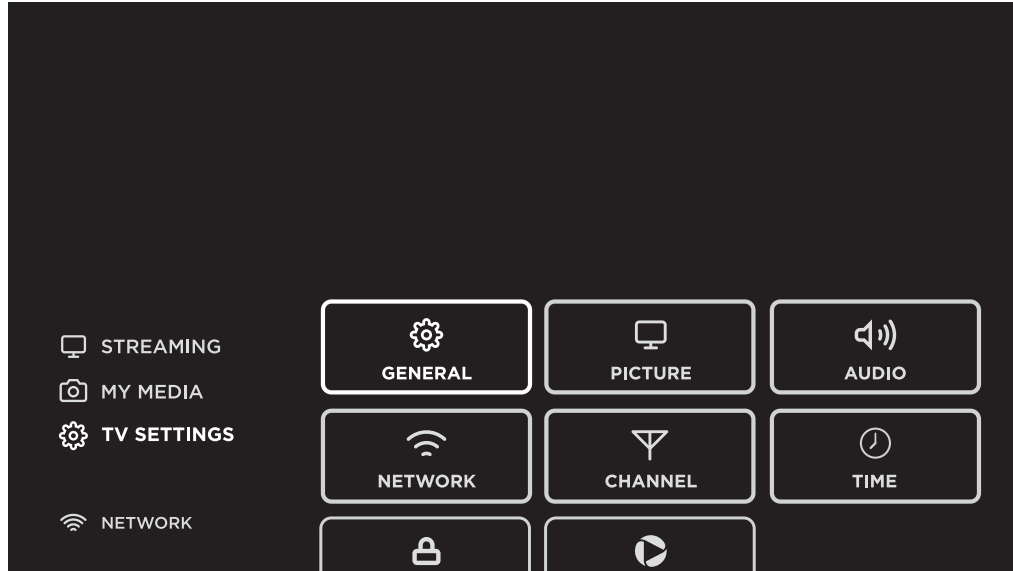 STREAMING
MY MEDIA
TV SETTINGS
NETWORK
GENERAL
PICTURE
AUDIO
NETWORK
CHANNEL
TIME